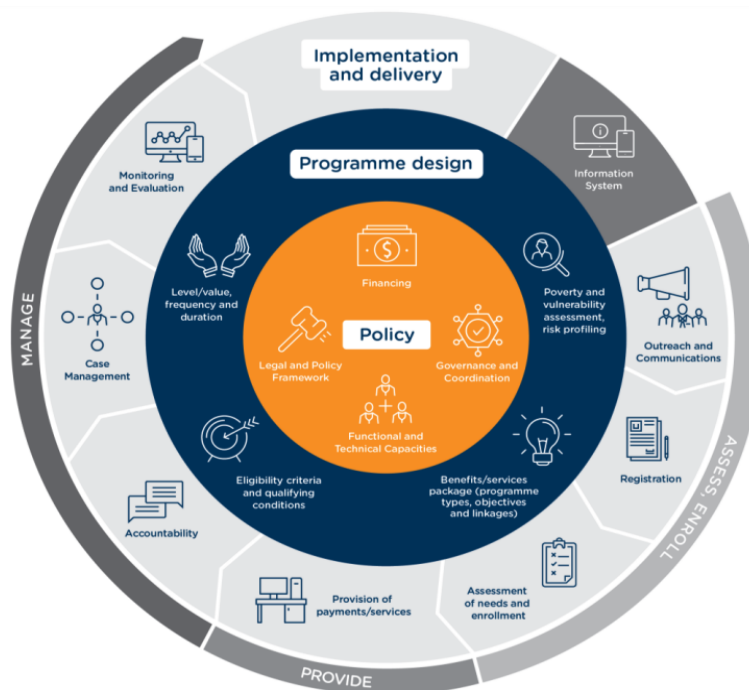 Implementation
and delivery
Programme design
Information
System
Monitoring
and Evaluation
Level/value,
frequency and
duration
Financing
Poverty and
vulnerability
assessment,
risk profiling
Outreach and
Communications
MANAGE
Case
Management
Policy
Legal and Policy
Framework
Governance and
Coordination
Functional and
Technical Capacities
Eligibility criteria
and qualifying
conditions
Benefits/services
package (programme
types, objectives
and linkages)
Registration
ASSESS, ENROLL
Accountability
Provision of
payments/services
Assessment
of needs and
enrollment
PROVIDE